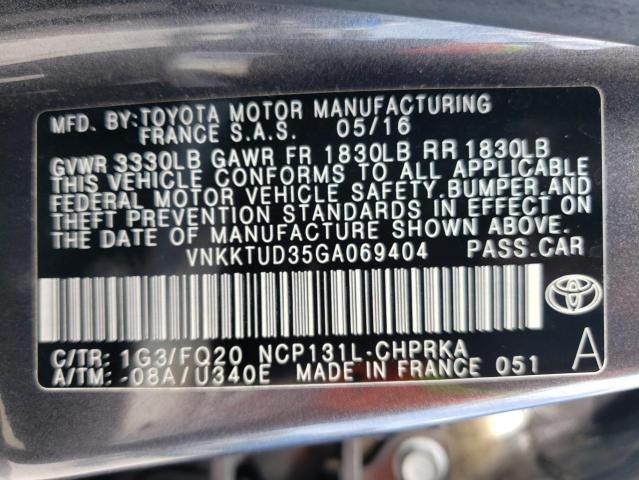 MFD. BY:TOYOTA MOTOR MANUFACTURING
FRANCE S.A.S. 05/16
GVWR 3330LB GAWR FR 1830LB RR 1830LB
THIS VEHICLE CONFORMS TO ALL APPLICABLE
FEDERAL MOTOR VEHICLE SAFETY,BUMPER,AND
THEFT PREVENTION STANDARDS IN EFFECT ON
THE DATE OF MANUFACTURE SHOWN ABOVE.
VNKKTUD35GA069404 PASS.CAR
C/TR: 1G3/FQ20 NCP131L-CHPRKA A
A/TM: -08A/U340E MADE IN FRANCE 051